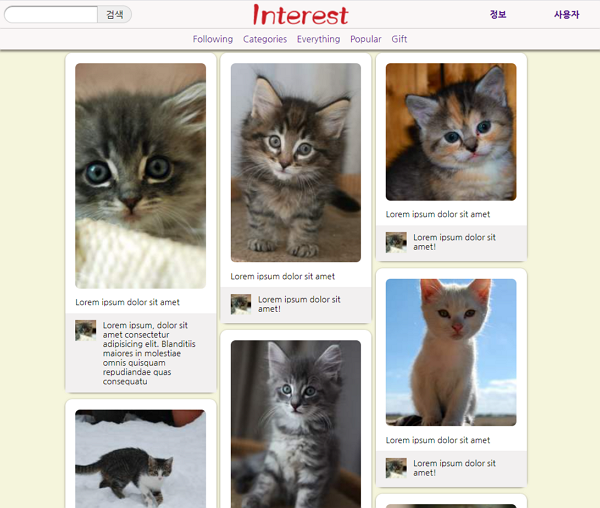 검색
Interest
정보
사용자
Following Categories Everything Popular Gift
Lorem ipsum dolor sit amet
Lorem ipsum, dolor sit
amet consectetur
adipisicing elit. Blanditiis
maiores in molestiae
omnis quisquam
repudiandae quas
consequatu
Lorem ipsum dolor sit amet
Lorem ipsum dolor sit
amet!
Lorem ipsum dolor sit amet
Lorem ipsum dolor sit
amet!
Lorem ipsum dolor sit amet
Lorem ipsum dolor sit
amet!